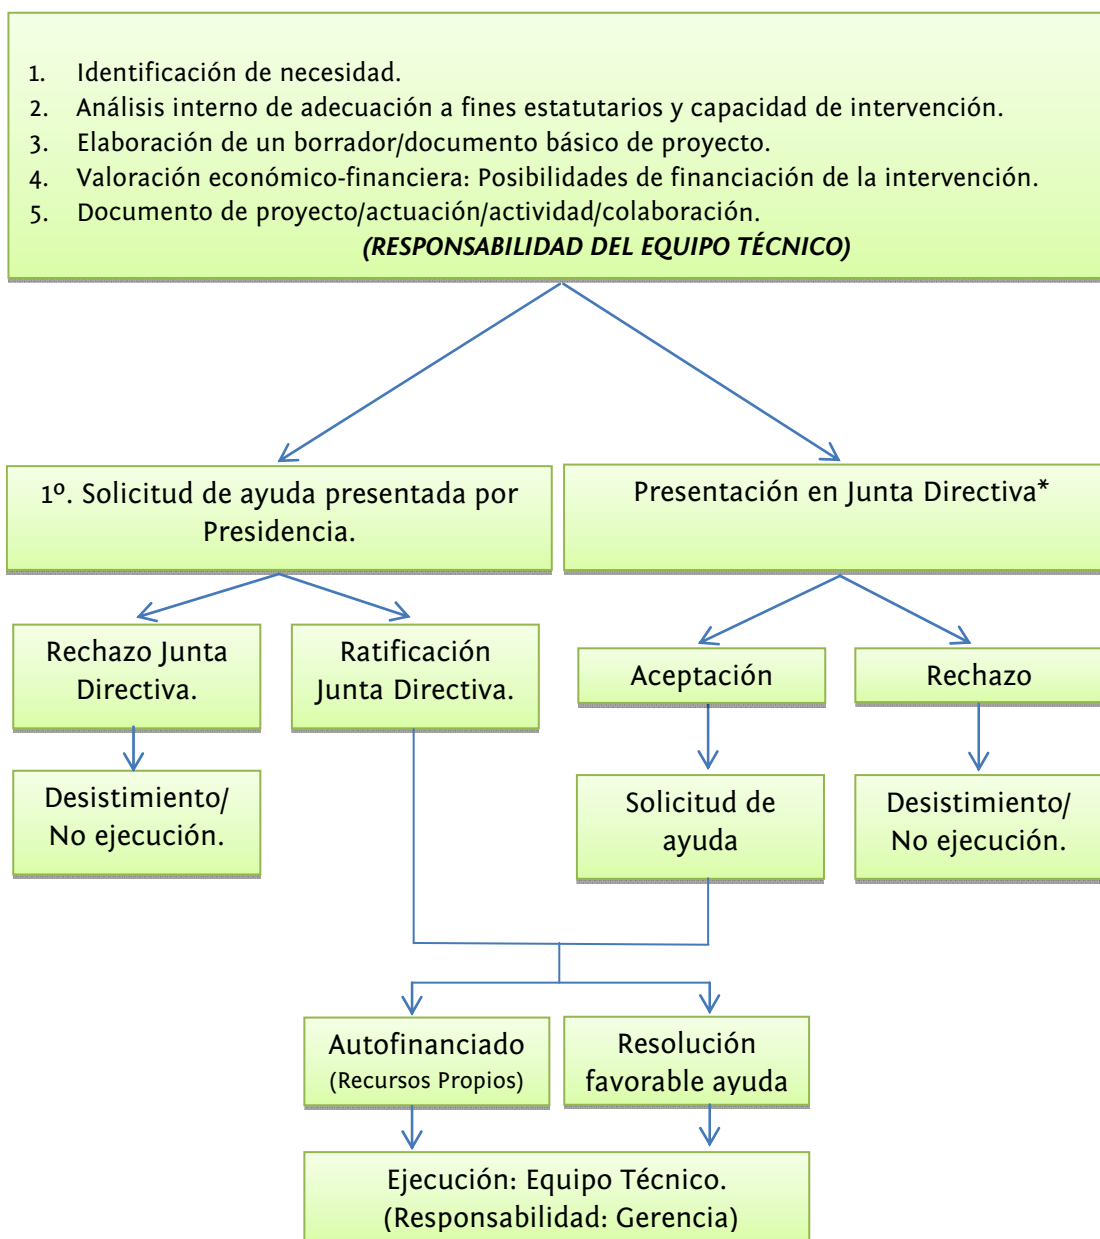 1. Identificación de necesidad.
2. Análisis interno de adecuación a fines estatutarios y capacidad de intervención.
3. Elaboración de un borrador/documento básico de proyecto.
4. Valoración económico-financiera: Posibilidades de financiación de la intervención.
5. Documento de proyecto/actuación/actividad/colaboración.
(RESPONSABILIDAD DEL EQUIPO TÉCNICO)
1º. Solicitud de ayuda presentada por
Presidencia.
Presentación en Junta Directiva*
Rechazo Junta
Directiva.
Ratificación
Junta Directiva.
Aceptación
Rechazo
Desistimiento/
No ejecución.
Solicitud de
ayuda
Desistimiento/
No ejecución.
Autofinanciado
(Recursos Propios)
Resolución
favorable ayuda
Ejecución: Equipo Técnico.
(Responsabilidad: Gerencia)